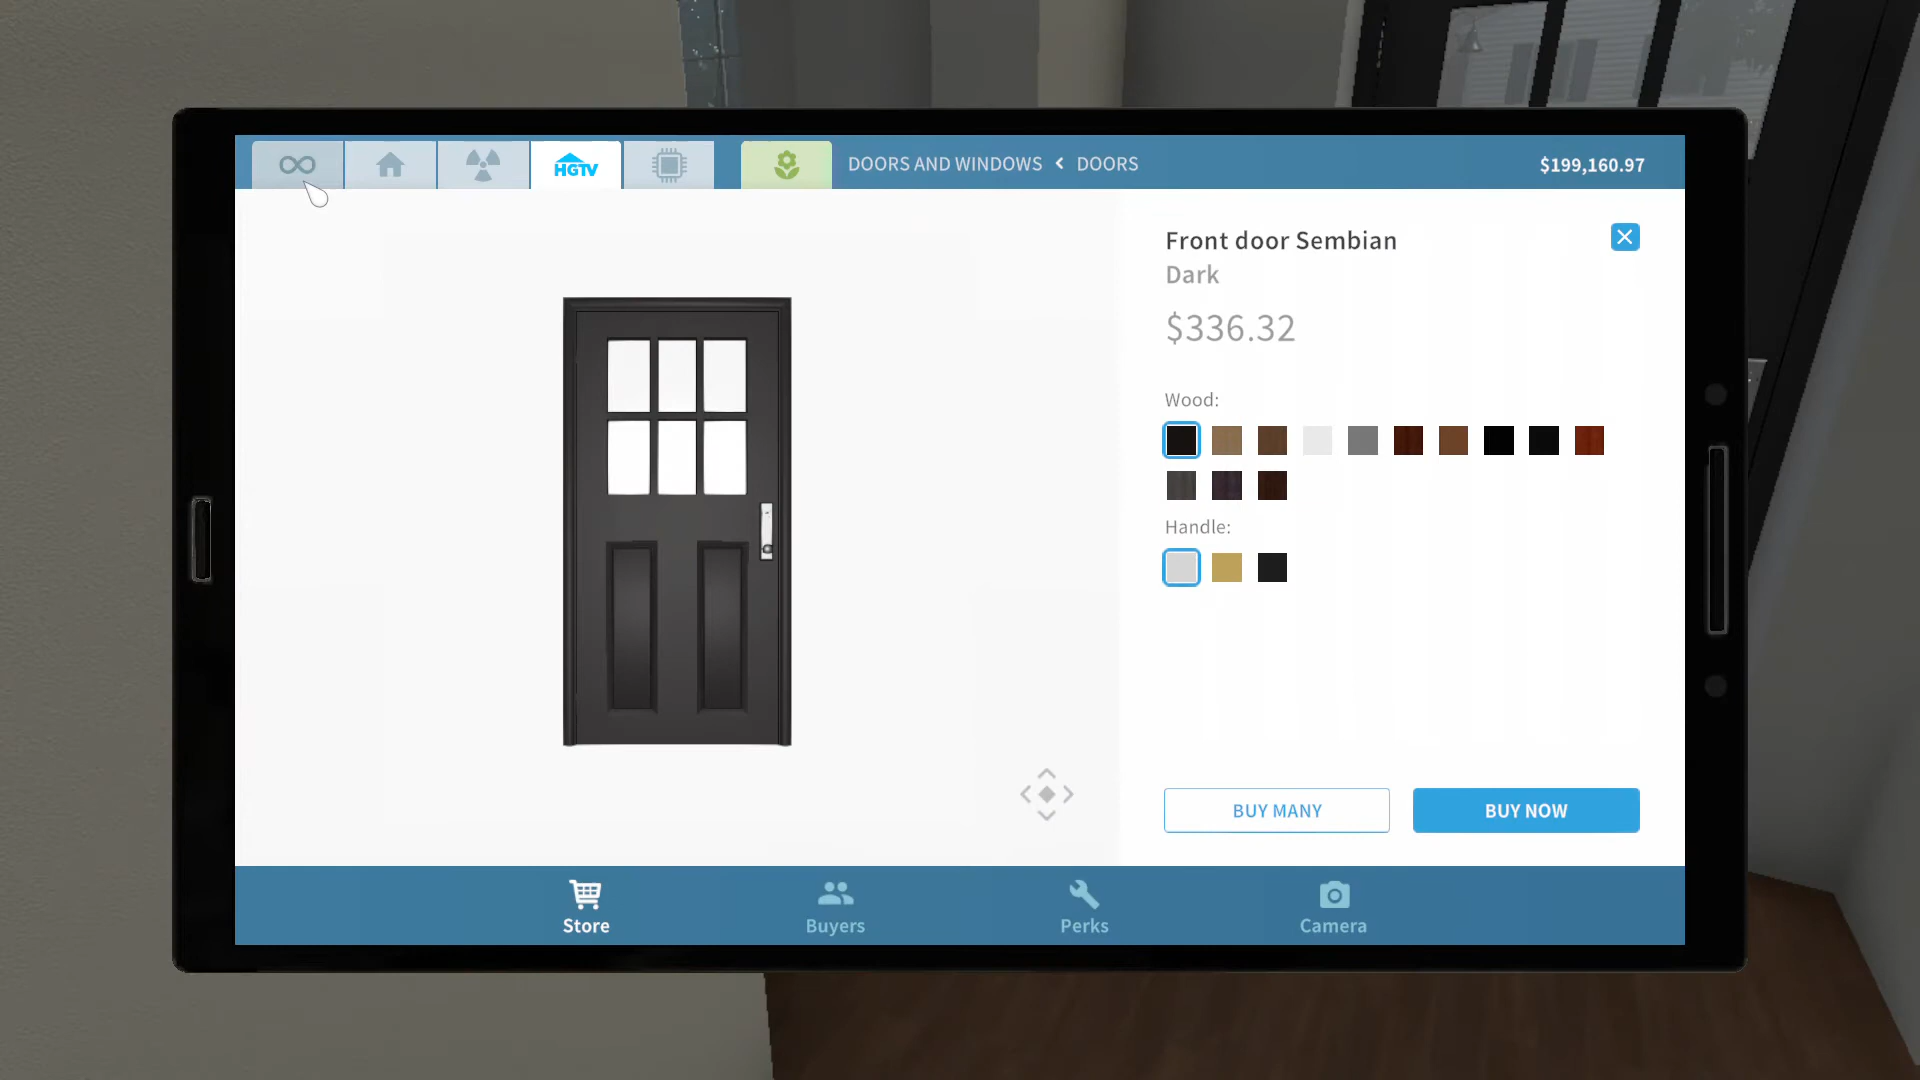 HGTV
DOORS AND WINDOWS < DOORS
$199,160.97
Front door Sembian
Dark
$336.32
Wood:
Handle:
BUY MANY
BUY NOW
Store
Buyers
Perks
Camera